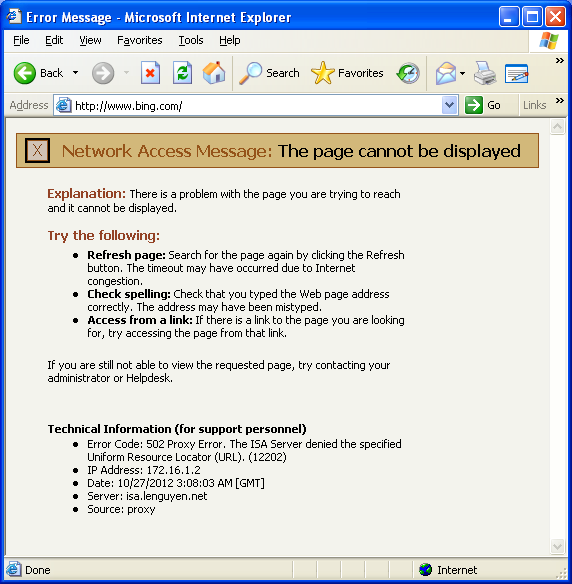 Error Message - Microsoft Internet Explorer
File Edit View Favorites Tools Help
Back Search Favorites
Address http://www.bing.com/ Go Links
X Network Access Message: The page cannot be displayed
Explanation: There is a problem with the page you are trying to reach
and it cannot be displayed.
Try the following:
• Refresh page: Search for the page again by clicking the Refresh
button. The timeout may have occurred due to Internet
congestion.
• Check spelling: Check that you typed the Web page address
correctly. The address may have been mistyped.
• Access from a link: If there is a link to the page you are looking
for, try accessing the page from that link.
If you are still not able to view the requested page, try contacting your
administrator or Helpdesk.
Technical Information (for support personnel)
• Error Code: 502 Proxy Error. The ISA Server denied the specified
Uniform Resource Locator (URL). (12202)
• IP Address: 172.16.1.2
• Date: 10/27/2012 3:08:03 AM [GMT]
• Server: isa.lenguyen.net
• Source: proxy
Done Internet